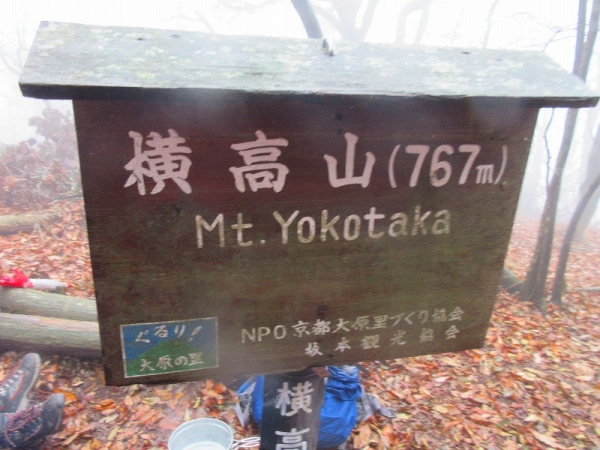 横高山(767m)
Mt.Yokotaka
ぐるり!
大原の里
NPO京都大原里づくり協会
坂本観光協会
横高